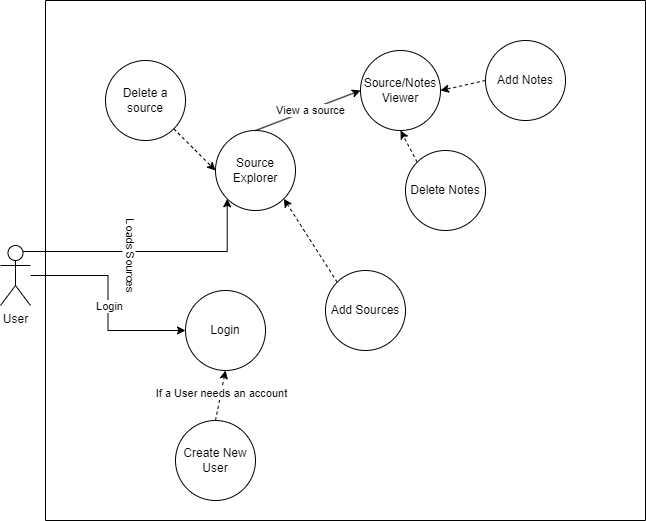 Delete a
source
Source/Notes
Viewer
Add Notes
View a source
Source
Explorer
Delete Notes
Loads Sources
User
Login
Add Sources
Login
If a User needs an account
Create New
User